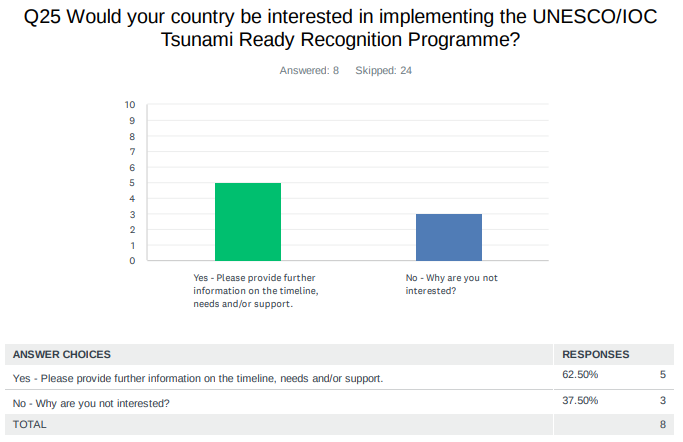 Q25 Would your country be interested in implementing the UNESCO/IOC
Tsunami Ready Recognition Programme?
Answered: 8 Skipped: 24
10
9
8
7
6
5
4
3
2
1
0
Yes - Please provide further
information on the timeline,
needs and/or support.
No - Why are you not
interested?
ANSWER CHOICES RESPONSES
Yes - Please provide further information on the timeline, needs and/or support. 62.50% 5
No - Why are you not interested? 37.50% 3
TOTAL 8